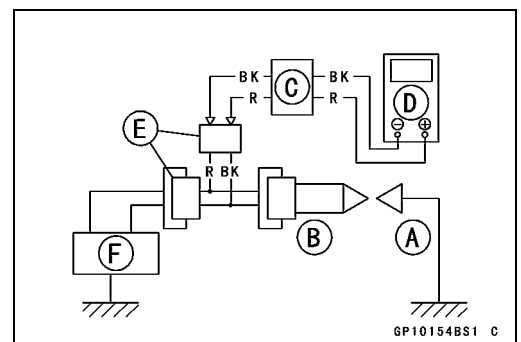 BK C BK
R R
D
⊖ ⊕
E
R BK
B A
F
GP10154BS1 C